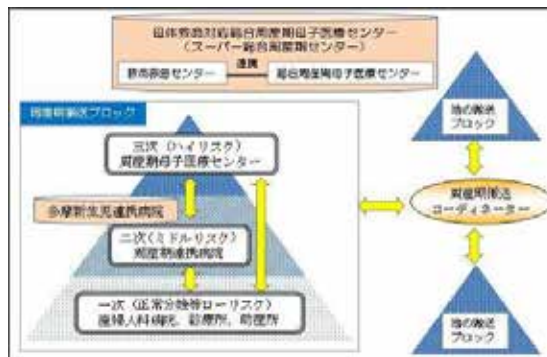 母体救命対応総合周産期母子医療センター
（スーパー総合周産期センター）
救命救急センター
連携
総合周産期母子医療センター
周産期搬送ブロック
三次（ハイリスク）
周産期母子医療センター
多摩新生児連携病院
二次（ミドルリスク）
周産期連携病院
一次（正常分娩等ローリスク）
産婦人科病院、診療所、助産所
他の搬送
ブロック
周産期搬送
コーディネーター
他の搬送
ブロック